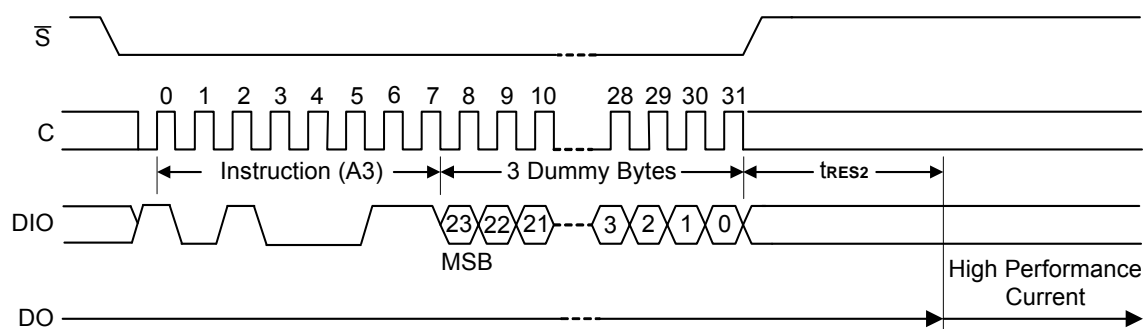 S̅
0 1 2 3 4 5 6 7 8 9 10 28 29 30 31
C
Instruction (A3) 3 Dummy Bytes tRES2
DIO 23 22 21 3 2 1 0
MSB
High Performance
Current
DO